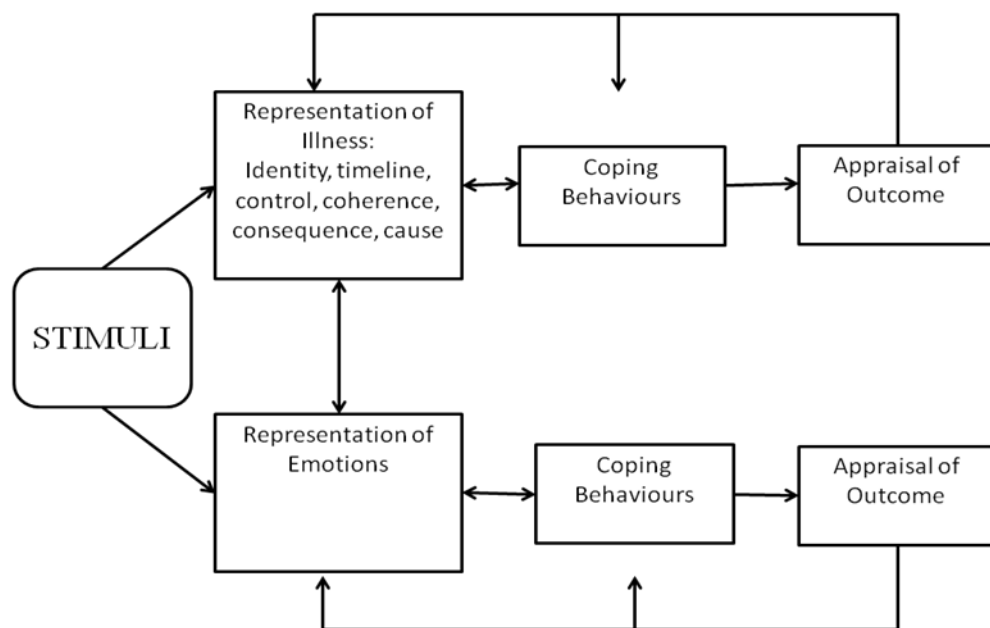 Representation of
Illness:
Identity, timeline,
control, coherence,
consequence, cause
Coping
Behaviours
Appraisal of
Outcome
STIMULI
Representation of
Emotions
Coping
Behaviours
Appraisal of
Outcome